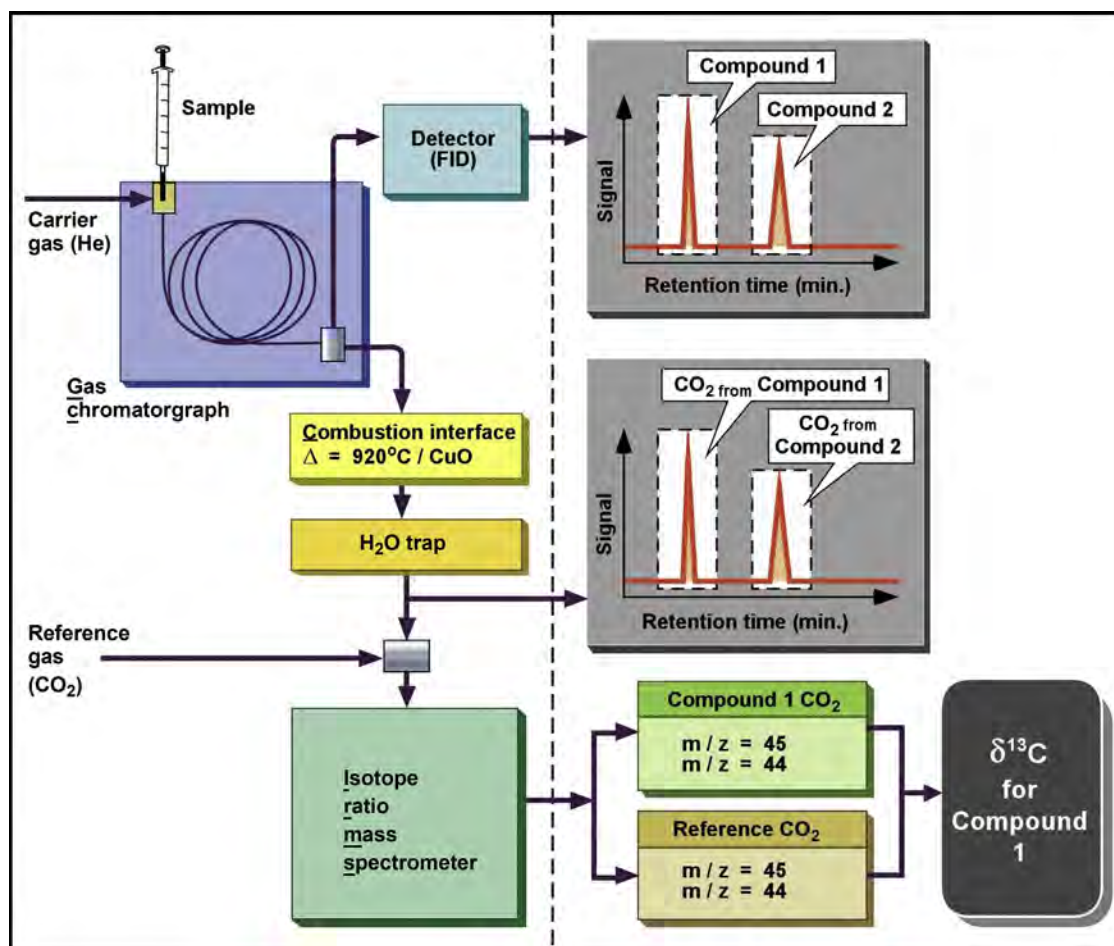 Sample
Carrier
gas (He)
Gas
chromatorgraph
Detector
(FID)
Compound 1
Compound 2
Signal
Retention time (min.)
Combustion interface
Δ = 920°C / CuO
H₂O trap
CO₂ from Compound 1
CO₂ from
Compound 2
Signal
Retention time (min.)
Reference
gas
(CO₂)
Isotope
ratio
mass
spectrometer
Compound 1 CO₂
m / z = 45
m / z = 44
Reference CO₂
m / z = 45
m / z = 44
δ¹³C
for
Compound
1